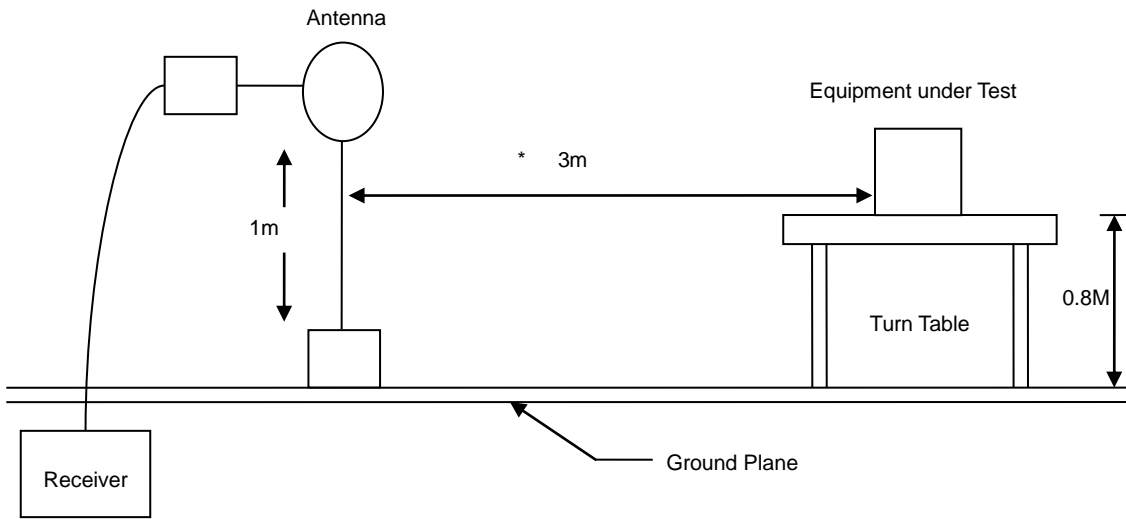 Antenna
Equipment under Test
* 3m
1m
0.8M
Turn Table
Ground Plane
Receiver